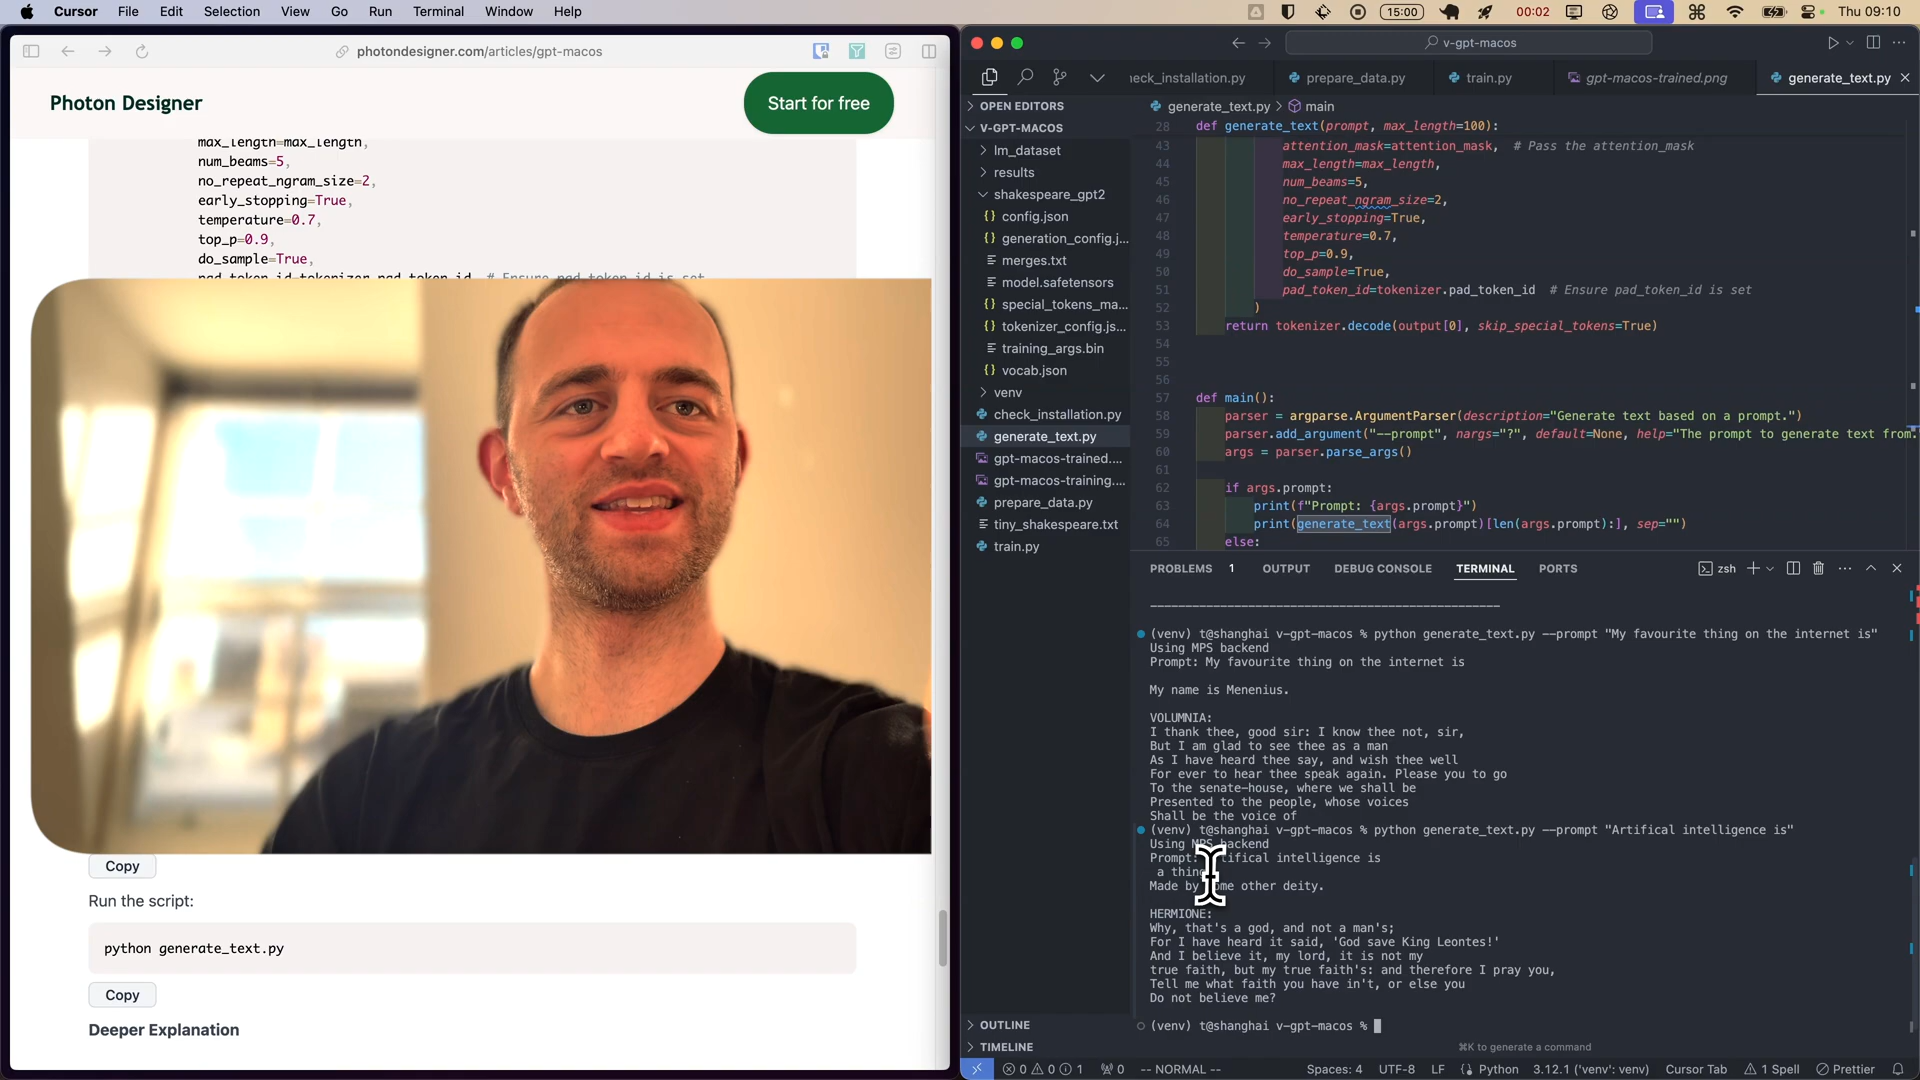 Cursor File Edit Selection View Go Run Terminal Window Help
15:00 00:02 Thu 09:10
photondesigner.com/articles/gpt-macos
Photon Designer
Start for free
max_length=max_length,
num_beams=5,
no_repeat_ngram_size=2,
early_stopping=True,
temperature=0.7,
top_p=0.9,
do_sample=True,
pad_token_id=tokenizer.pad_token_id, # Ensure pad_token_id is set
Copy
Run the script:
python generate_text.py
Copy
Deeper Explanation
v-gpt-macos
eck_installation.py prepare_data.py train.py gpt-macos-trained.png generate_text.py
OPEN EDITORS
V-GPT-MACOS
lm_dataset
results
shakespeare_gpt2
config.json
generation_config.j...
merges.txt
model.safetensors
special_tokens_ma...
tokenizer_config.js...
training_args.bin
vocab.json
venv
check_installation.py
generate_text.py
gpt-macos-trained....
gpt-macos-training....
prepare_data.py
tiny_shakespeare.txt
train.py
OUTLINE
TIMELINE
generate_text.py > main
28 def generate_text(prompt, max_length=100):
43 attention_mask=attention_mask, # Pass the attention_mask
44 max_length=max_length,
45 num_beams=5,
46 no_repeat_ngram_size=2,
47 early_stopping=True,
48 temperature=0.7,
49 top_p=0.9,
50 do_sample=True,
51 pad_token_id=tokenizer.pad_token_id # Ensure pad_token_id is set
52 )
53 return tokenizer.decode(output[0], skip_special_tokens=True)
54
55
56
57 def main():
58 parser = argparse.ArgumentParser(description="Generate text based on a prompt.")
59 parser.add_argument("--prompt", nargs="?", default=None, help="The prompt to generate text from.
60 args = parser.parse_args()
61
62 if args.prompt:
63 print(f"Prompt: {args.prompt}")
64 print(generate_text(args.prompt)[len(args.prompt):], sep="")
65 else:
PROBLEMS 1 OUTPUT DEBUG CONSOLE TERMINAL PORTS zsh
--------------------------------------------------
(venv) t@shanghai v-gpt-macos % python generate_text.py --prompt "My favourite thing on the internet is"
Using MPS backend
Prompt: My favourite thing on the internet is
My name is Menenius.
VOLUMNIA:
I thank thee, good sir: I know thee not, sir,
But I am glad to see thee as a man
As I have heard thee say, and wish thee well
For ever to hear thee speak again. Please you to go
To the senate-house, where we shall be
Presented to the people, whose voices
Shall be the voice of
(venv) t@shanghai v-gpt-macos % python generate_text.py --prompt "Artifical intelligence is"
Using MPS backend
Prompt: Artifical intelligence is
a thing
Made by some other deity.
HERMIONE:
Why, that's a god, and not a man's;
For I have heard it said, 'God save King Leontes!'
And I believe it, my lord, it is not my
true faith, but my true faith's: and therefore I pray you,
Tell me what faith you have in't, or else you
Do not believe me?
(venv) t@shanghai v-gpt-macos %
⌘K to generate a command
0 0 1 0 -- NORMAL -- Spaces: 4 UTF-8 LF Python 3.12.1 ('venv': venv) Cursor Tab 1 Spell Prettier